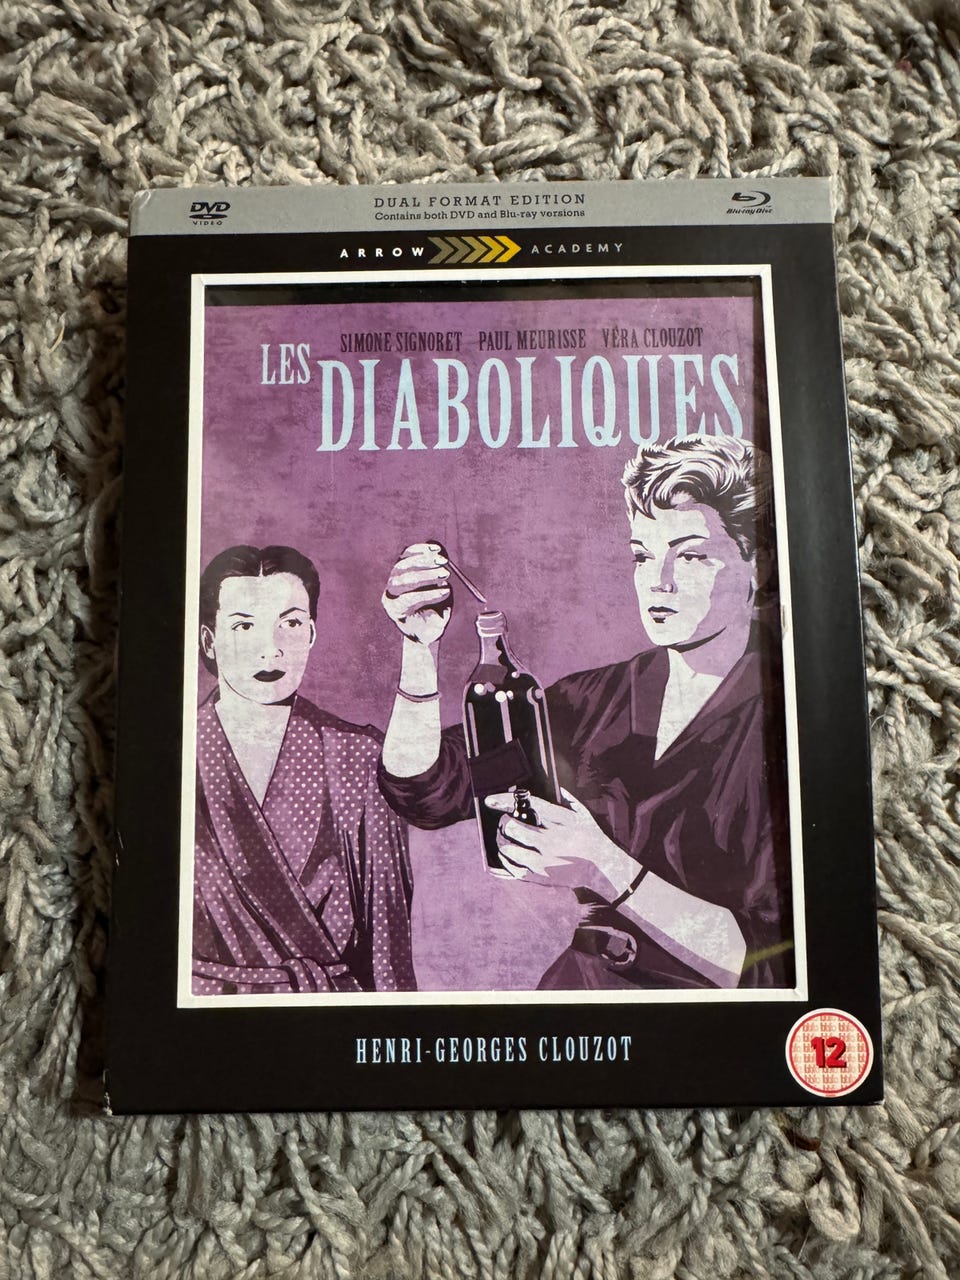 DVD
VIDEO
DUAL FORMAT EDITION
Contains both DVD and Blu-ray versions
Blu-ray Disc
ARROW ACADEMY
SIMONE SIGNORET PAUL MEURISSE VÉRA CLOUZOT
LES
DIABOLIQUES
HENRI-GEORGES CLOUZOT
12